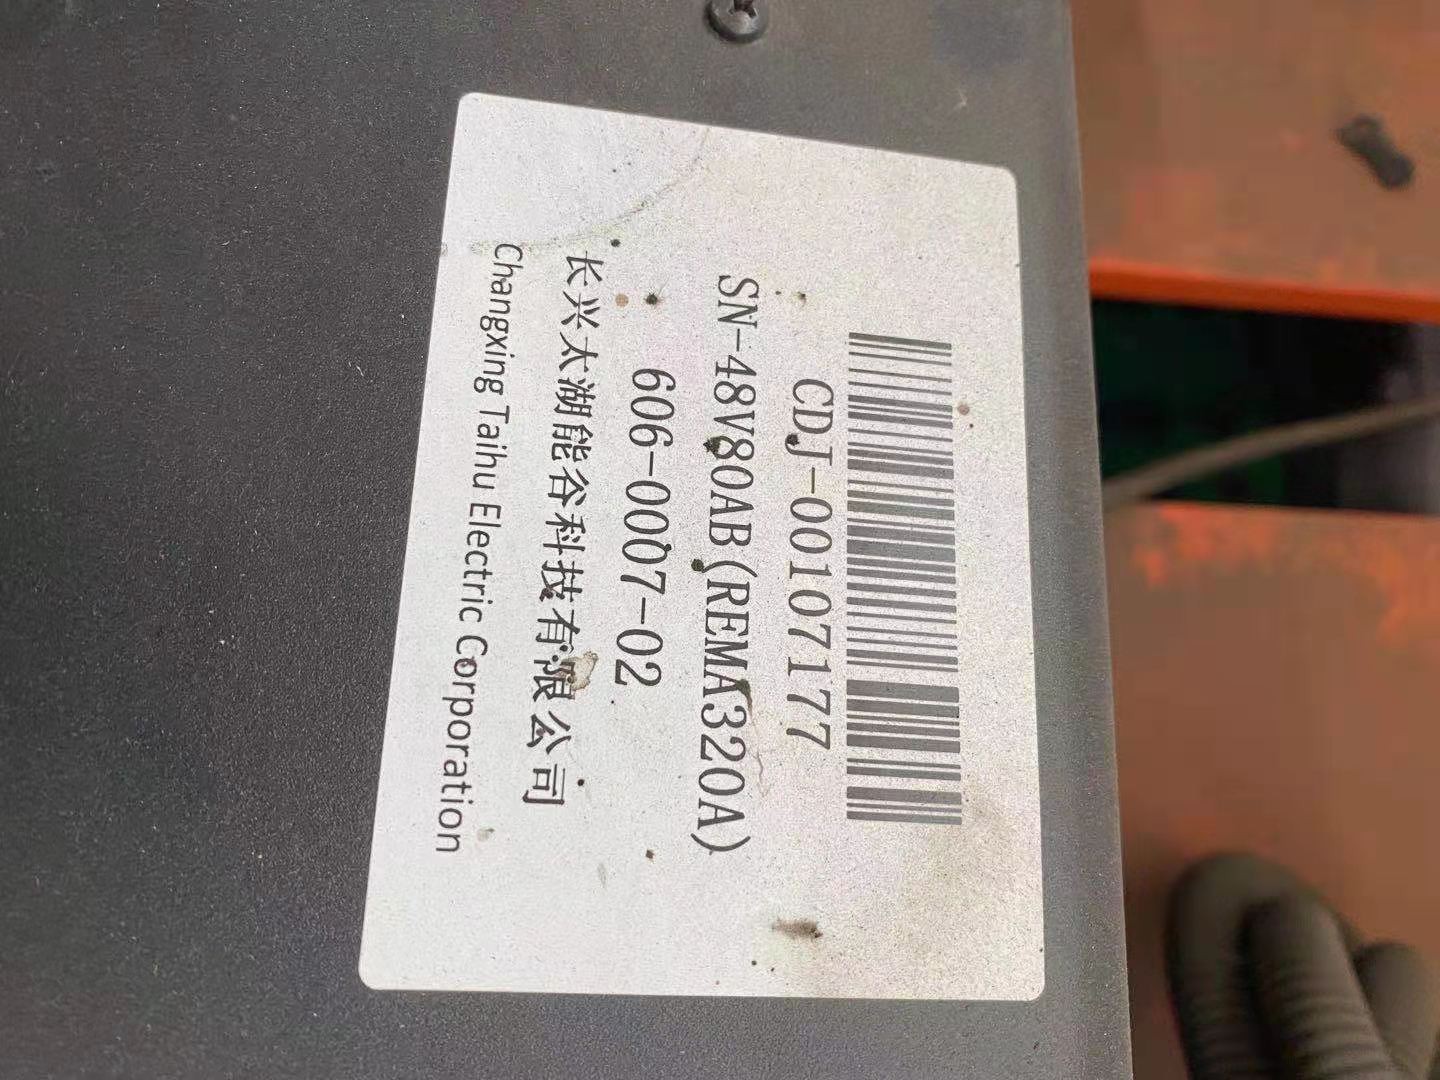 CDJ-00107177
SN-48V80AB(REMA320A)
606-0007-02
长兴太湖能谷科技有限公司
Changxing Taihu Electric Corporation